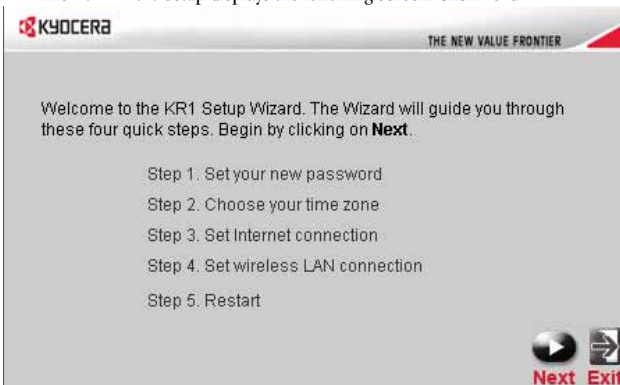 KYOCERA
THE NEW VALUE FRONTIER
Welcome to the KR1 Setup Wizard. The Wizard will guide you through
these four quick steps. Begin by clicking on Next.
Step 1. Set your new password
Step 2. Choose your time zone
Step 3. Set Internet connection
Step 4. Set wireless LAN connection
Step 5. Restart
Next Exit